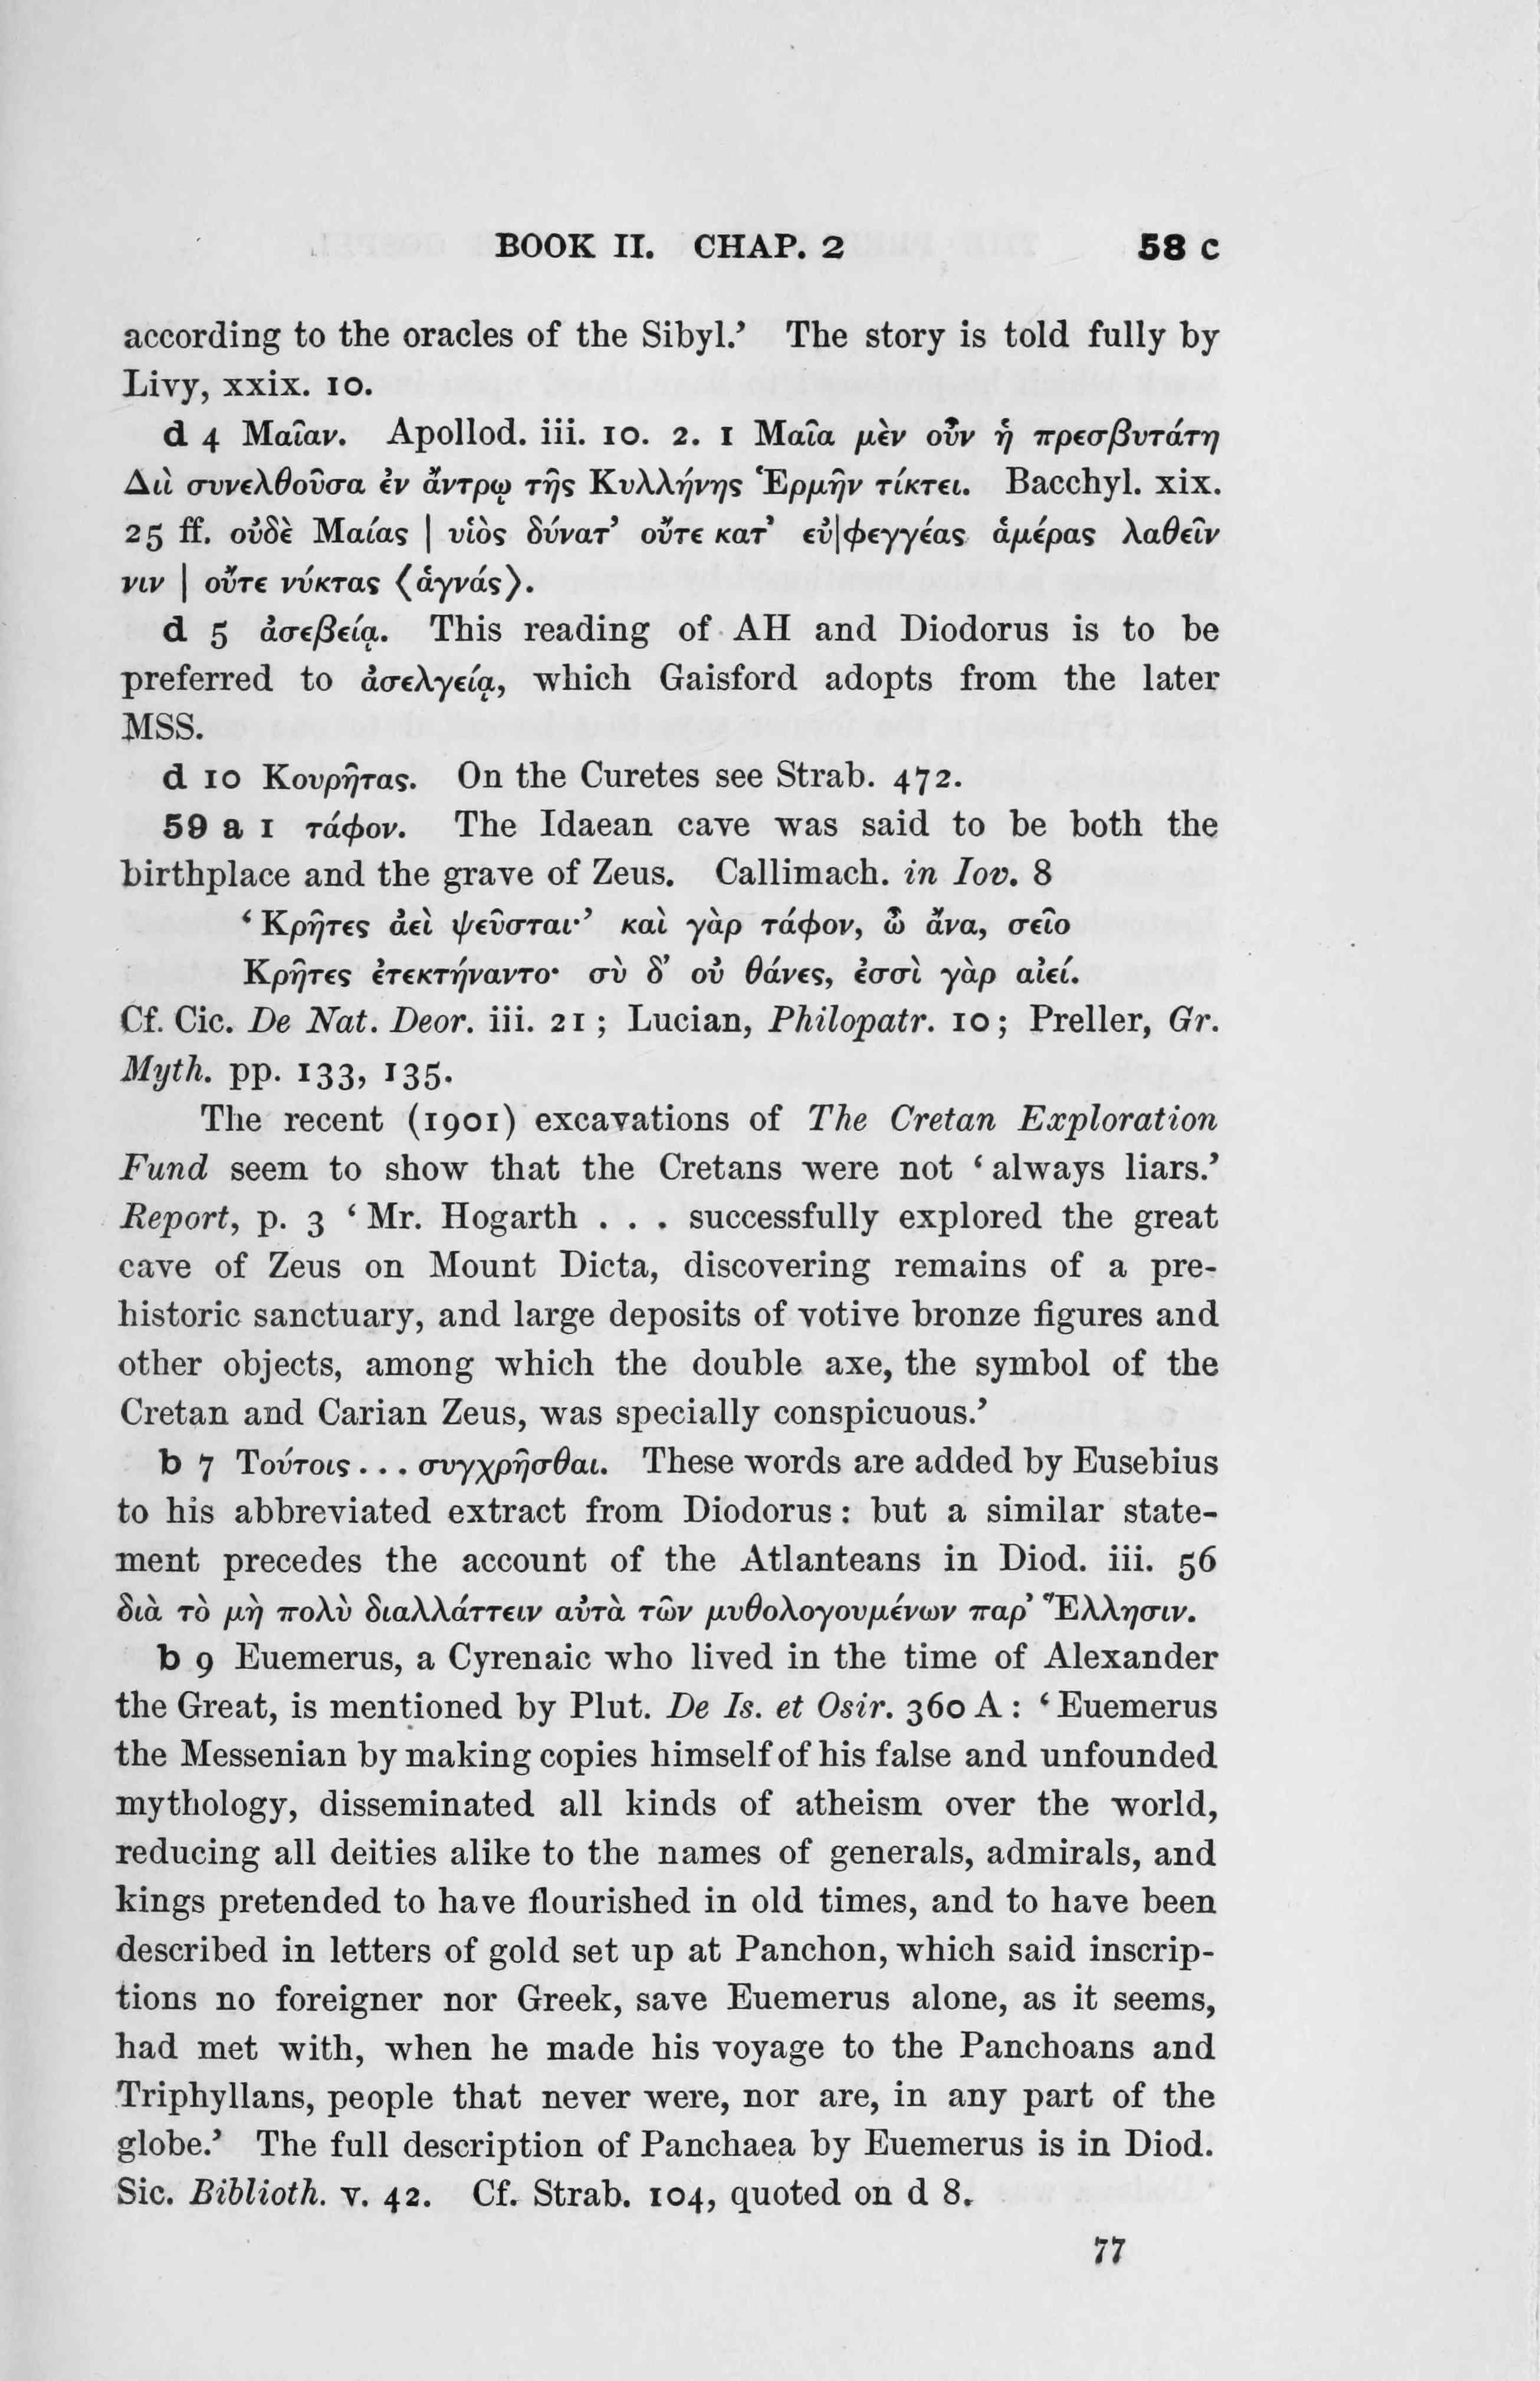 BOOK II. CHAP. 2 58 c
according to the oracles of the Sibyl.’ The story is told fully by
Livy, xxix. 10.
d 4 Μαῖαν. Apollod. iii. 10. 2. 1 Μαῖα μὲν οὖν ἡ πρεσβυτάτη
Διὶ συνελθοῦσα ἐν ἄντρῳ τῆς Κυλλήνης Ἑρμῆν τίκτει. Bacchyl. xix.
25 ff. οὐδὲ Μαίας | υἱὸς δύνατ’ οὔτε κατ’ εὐ|φεγγέας ἁμέρας λαθεῖν
νιν | οὔτε νύκτας ⟨ἁγνάς⟩.
d 5 ἀσεβείᾳ. This reading of AH and Diodorus is to be
preferred to ἀσελγείᾳ, which Gaisford adopts from the later
MSS.
d 10 Κουρῆτας. On the Curetes see Strab. 472.
59 a 1 τάφον. The Idaean cave was said to be both the
birthplace and the grave of Zeus. Callimach. in Iov. 8
‘ Κρῆτες ἀεὶ ψεῦσται·’ καὶ γὰρ τάφον, ὦ ἄνα, σεῖο
Κρῆτες ἐτεκτήναντο· σὺ δ’ οὐ θάνες, ἐσσὶ γὰρ αἰεί.
Cf. Cic. De Nat. Deor. iii. 21 ; Lucian, Philopatr. 10 ; Preller, Gr.
Myth. pp. 133, 135.
The recent (1901) excavations of The Cretan Exploration
Fund seem to show that the Cretans were not ‘ always liars.’
Report, p. 3 ‘ Mr. Hogarth . . . successfully explored the great
cave of Zeus on Mount Dicta, discovering remains of a pre-
historic sanctuary, and large deposits of votive bronze figures and
other objects, among which the double axe, the symbol of the
Cretan and Carian Zeus, was specially conspicuous.’
b 7 Τούτοις . . . συγχρῆσθαι. These words are added by Eusebius
to his abbreviated extract from Diodorus : but a similar state-
ment precedes the account of the Atlanteans in Diod. iii. 56
διὰ τὸ μὴ πολὺ διαλλάττειν αὐτὰ τῶν μυθολογουμένων παρ’ Ἕλλησιν.
b 9 Euemerus, a Cyrenaic who lived in the time of Alexander
the Great, is mentioned by Plut. De Is. et Osir. 360 A : ‘ Euemerus
the Messenian by making copies himself of his false and unfounded
mythology, disseminated all kinds of atheism over the world,
reducing all deities alike to the names of generals, admirals, and
kings pretended to have flourished in old times, and to have been
described in letters of gold set up at Panchon, which said inscrip-
tions no foreigner nor Greek, save Euemerus alone, as it seems,
had met with, when he made his voyage to the Panchoans and
Triphyllans, people that never were, nor are, in any part of the
globe.’ The full description of Panchaea by Euemerus is in Diod.
Sic. Biblioth. v. 42. Cf. Strab. 104, quoted on d 8.
77